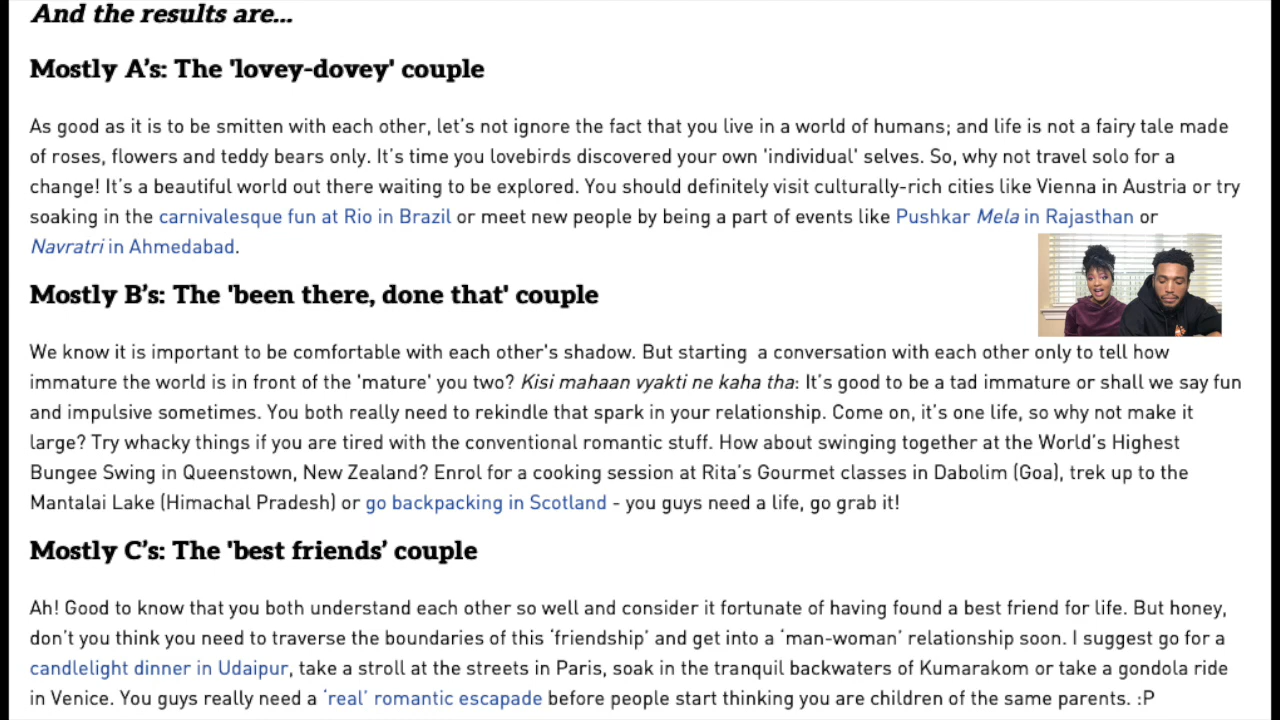 And the results are...
Mostly A’s: The 'lovey-dovey' couple
As good as it is to be smitten with each other, let’s not ignore the fact that you live in a world of humans; and life is not a fairy tale made
of roses, flowers and teddy bears only. It’s time you lovebirds discovered your own 'individual' selves. So, why not travel solo for a
change! It’s a beautiful world out there waiting to be explored. You should definitely visit culturally-rich cities like Vienna in Austria or try
soaking in the carnivalesque fun at Rio in Brazil or meet new people by being a part of events like Pushkar Mela in Rajasthan or
Navratri in Ahmedabad.
Mostly B’s: The 'been there, done that' couple
We know it is important to be comfortable with each other's shadow. But starting  a conversation with each other only to tell how
immature the world is in front of the 'mature' you two? Kisi mahaan vyakti ne kaha tha: It’s good to be a tad immature or shall we say fun
and impulsive sometimes. You both really need to rekindle that spark in your relationship. Come on, it’s one life, so why not make it
large? Try whacky things if you are tired with the conventional romantic stuff. How about swinging together at the World’s Highest
Bungee Swing in Queenstown, New Zealand? Enrol for a cooking session at Rita’s Gourmet classes in Dabolim (Goa), trek up to the
Mantalai Lake (Himachal Pradesh) or go backpacking in Scotland - you guys need a life, go grab it!
Mostly C’s: The 'best friends’ couple
Ah! Good to know that you both understand each other so well and consider it fortunate of having found a best friend for life. But honey,
don’t you think you need to traverse the boundaries of this ‘friendship’ and get into a ‘man-woman’ relationship soon. I suggest go for a
candlelight dinner in Udaipur, take a stroll at the streets in Paris, soak in the tranquil backwaters of Kumarakom or take a gondola ride
in Venice. You guys really need a ‘real’ romantic escapade before people start thinking you are children of the same parents. :P